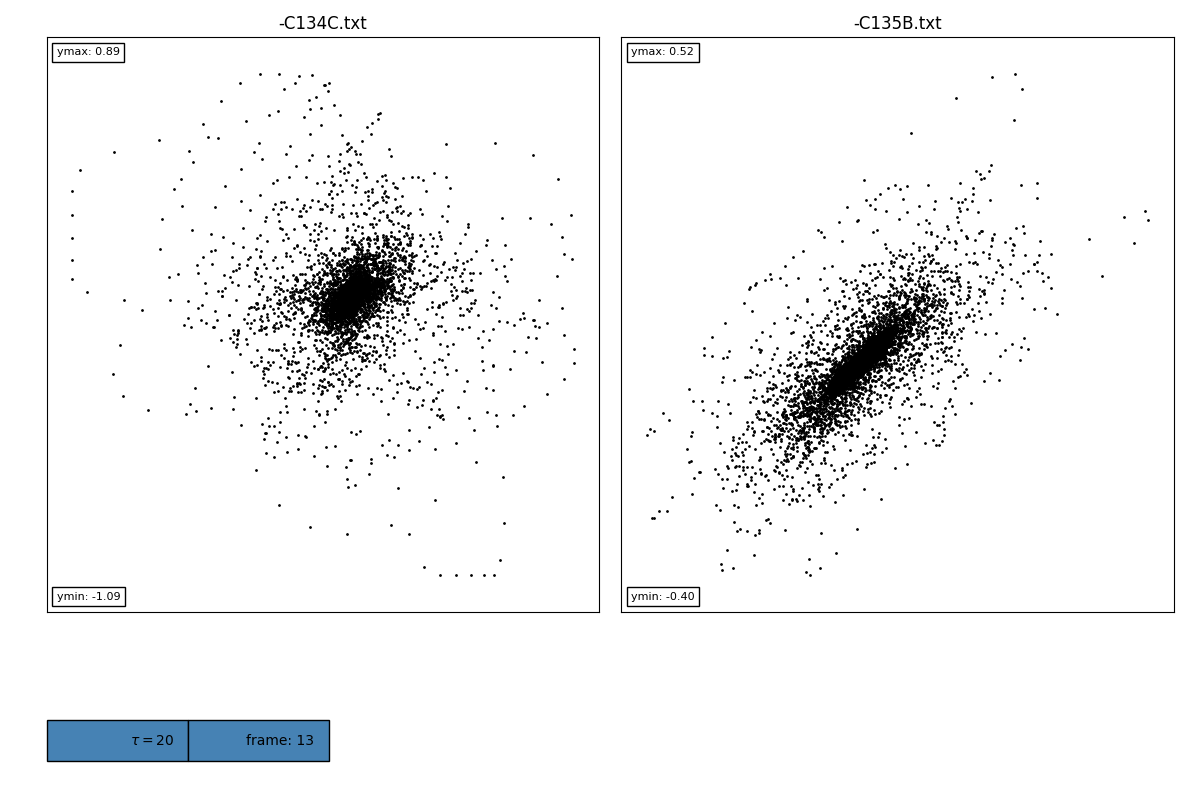 -C134C.txt
-C135B.txt
ymax: 0.89
ymax: 0.52
ymin: -1.09
ymin: -0.40
τ = 20
frame: 13